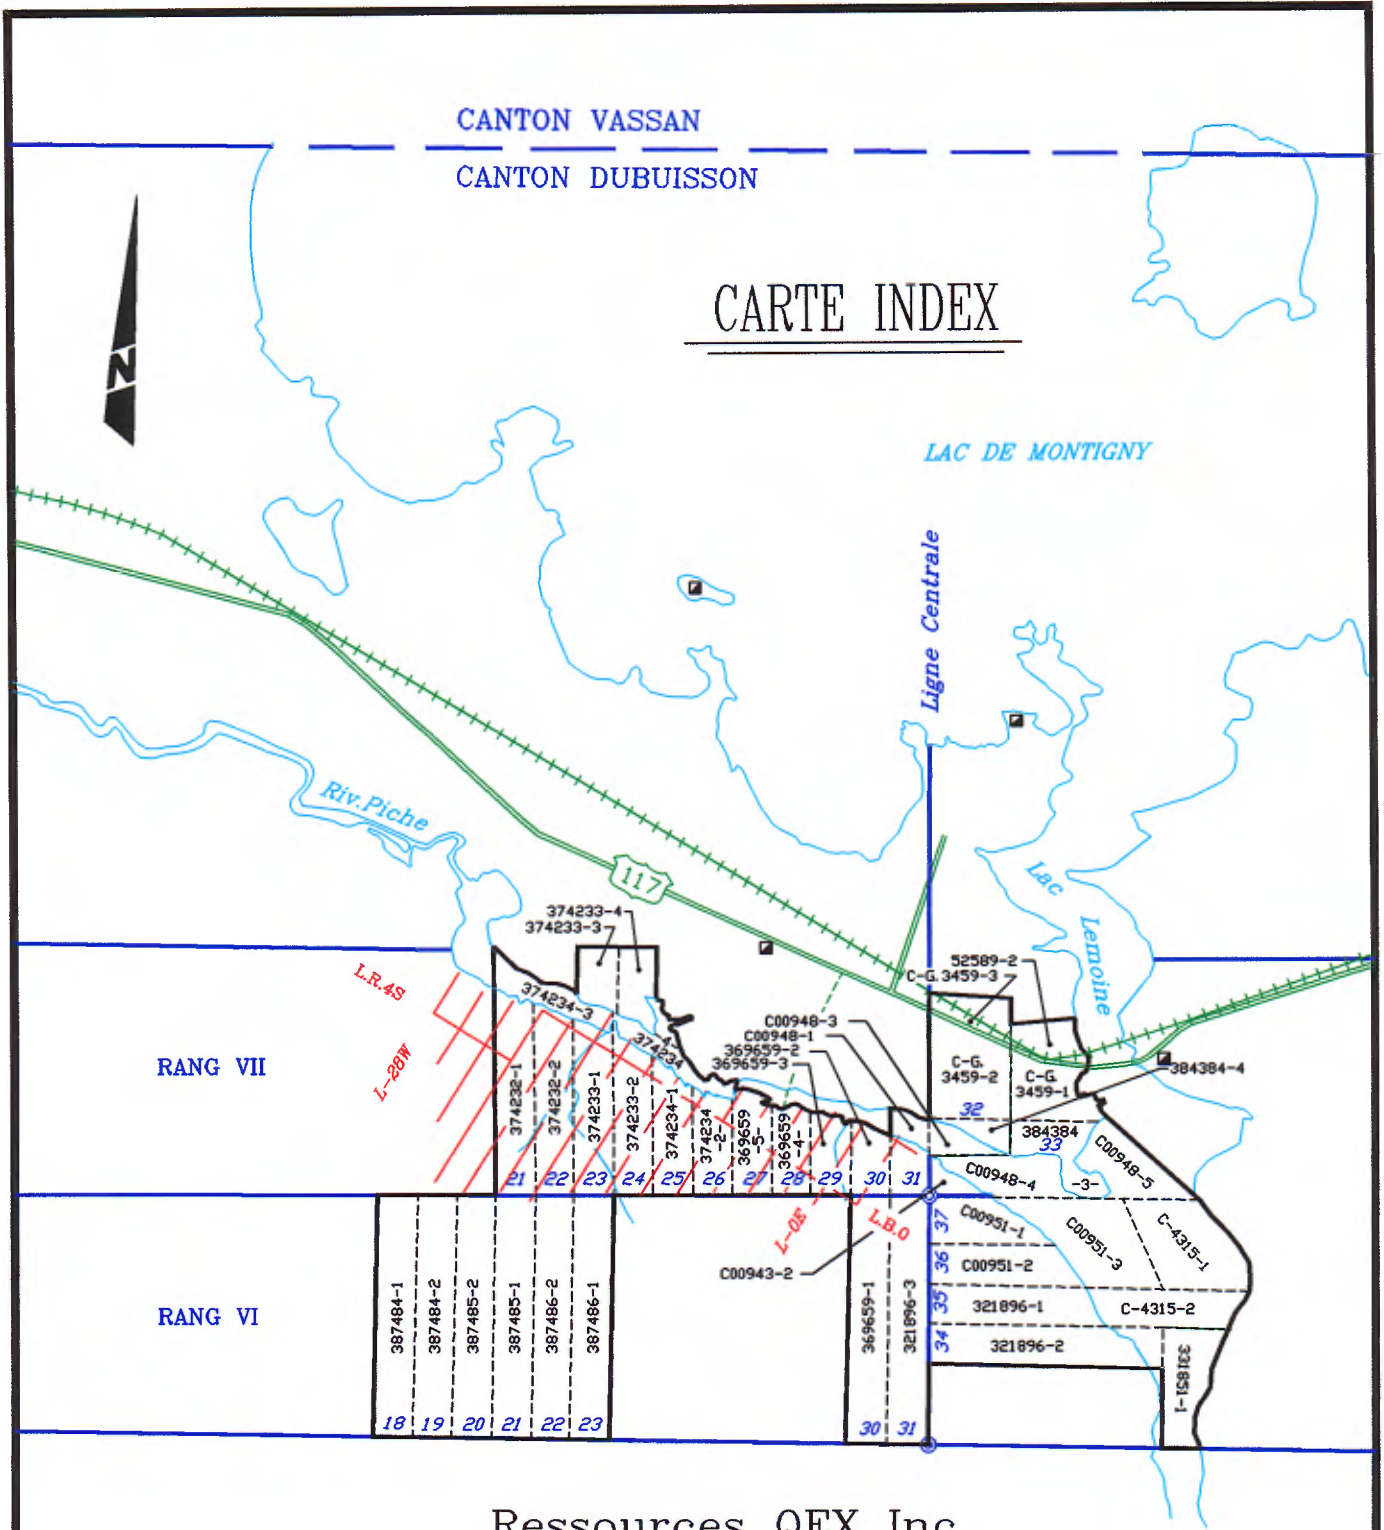 CANTON VASSAN
CANTON DUBUISSON
CARTE INDEX
N
LAC DE MONTIGNY
Ligne Centrale
Riv.Piche
117
Lac
Lemoine
374233-4
374233-3
52589-2
C-G.3459-3
L.R.4S
374234-3
C00948-3
C00948-1
369659-2
369659-3
-4-
374234
C-G.
3459-2
C-G.
3459-1
384384-4
RANG VII
L-28W
374232-1
374232-2
374233-1
374233-2
374234-1
374234
-2-
369659
-5-
369659
-4-
32
384384
33
C00948-5
21
22
23
24
25
26
27
28
29
30
31
C00948-4
-3-
L-0E
L.B.0
C00943-2
37
C00951-1
C00951-3
C-4315-1
36
C00951-2
35
321896-1
C-4315-2
34
321896-2
331851-1
RANG VI
387484-1
387484-2
387485-2
387485-1
387486-2
387486-1
369659-1
321896-3
18
19
20
21
22
23
30
31
Ressources QEX Inc